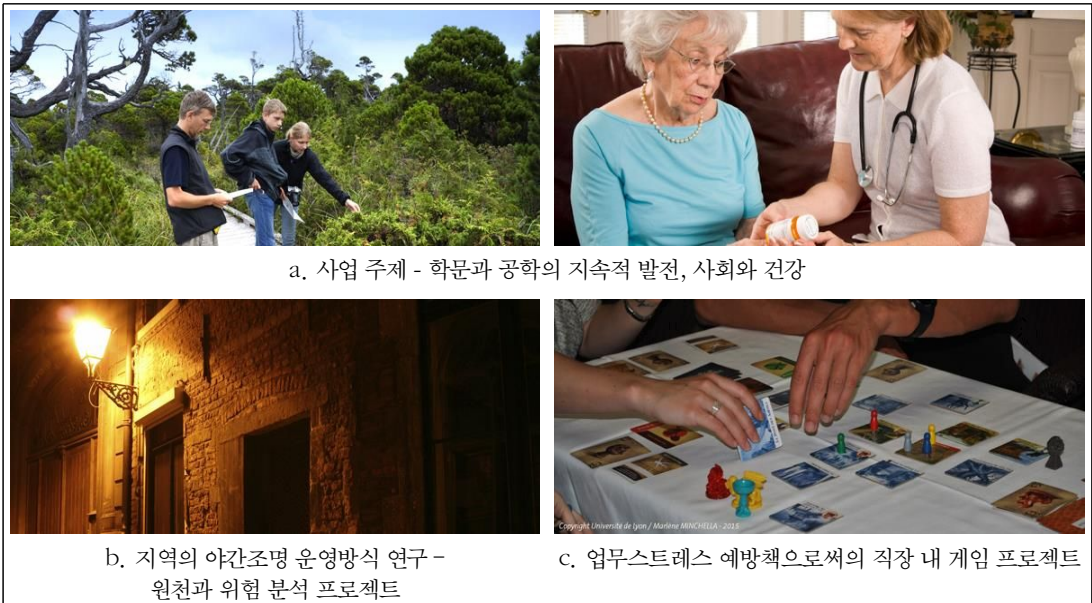 a. 사업 주제 - 학문과 공학의 지속적 발전, 사회와 건강
Copyright Université de Lyon / Marlène MINCHELLA - 2015
b. 지역의 야간조명 운영방식 연구 -
원천과 위험 분석 프로젝트
c. 업무스트레스 예방책으로써의 직장 내 게임 프로젝트